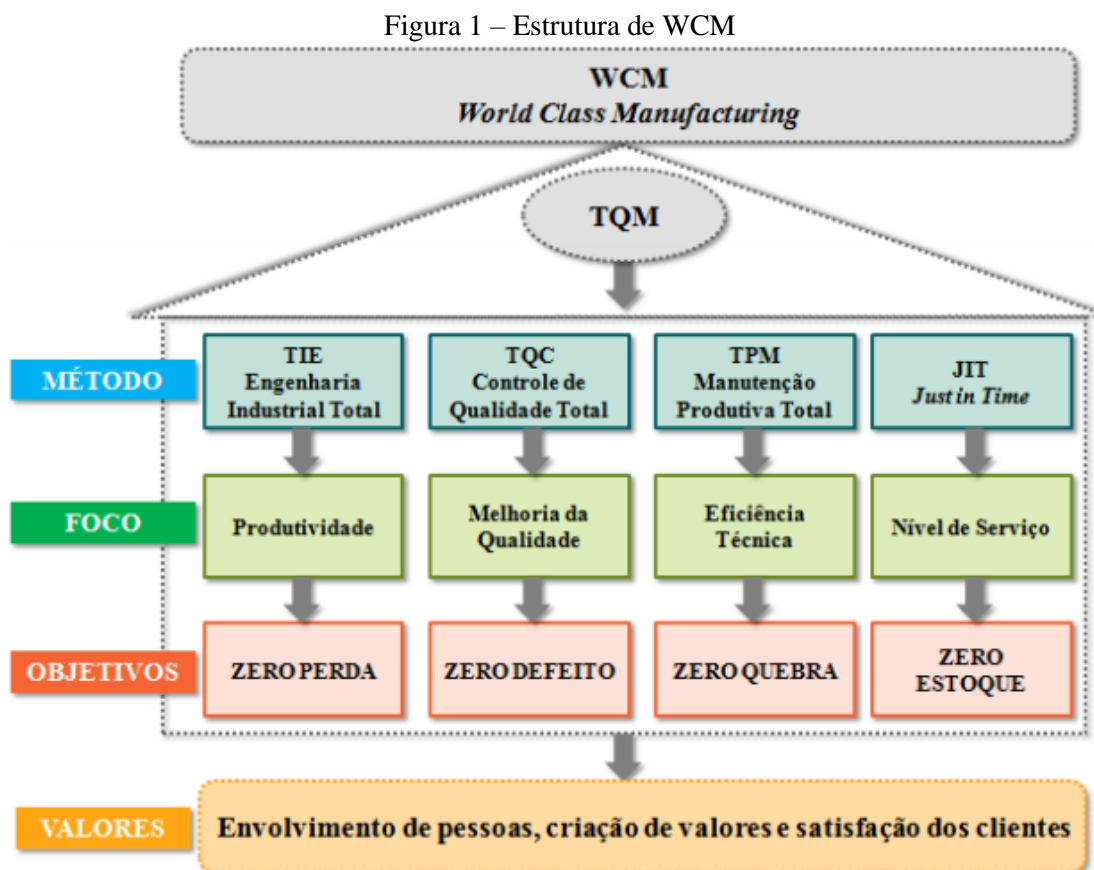 Figura 1 – Estrutura de WCM
WCM
World Class Manufacturing
TQM
MÉTODO
TIE
Engenharia
Industrial Total
TQC
Controle de
Qualidade Total
TPM
Manutenção
Produtiva Total
JIT
Just in Time
FOCO
Produtividade
Melhoria da
Qualidade
Eficiência
Técnica
Nível de Serviço
OBJETIVOS
ZERO PERDA
ZERO DEFEITO
ZERO QUEBRA
ZERO
ESTOQUE
VALORES
Envolvimento de pessoas, criação de valores e satisfação dos clientes